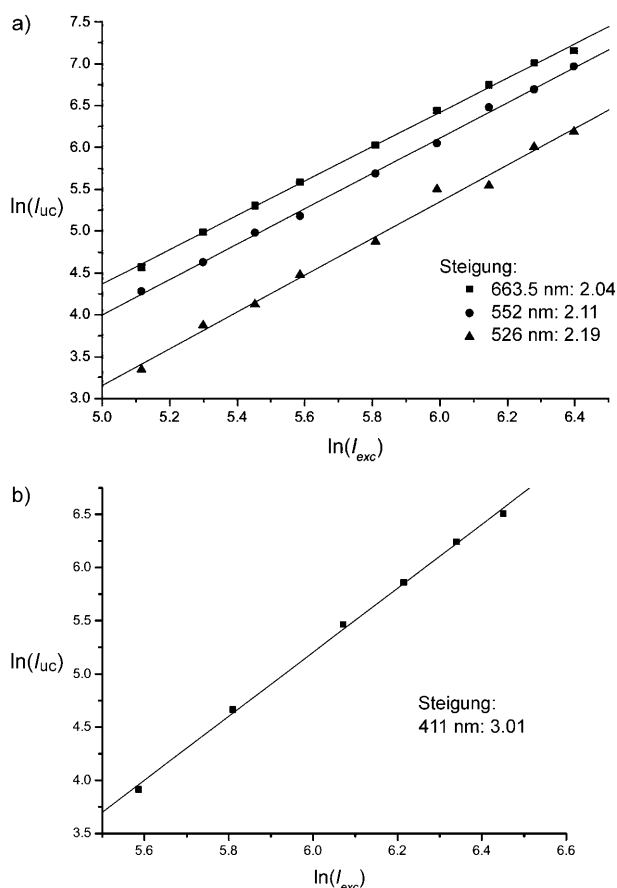 a)
7.5
7.0
6.5
6.0
5.5
5.0
4.5
4.0
3.5
3.0
ln(Iuc)
Steigung:
663.5 nm: 2.04
552 nm: 2.11
526 nm: 2.19
5.0 5.2 5.4 5.6 5.8 6.0 6.2 6.4
ln(Iexc)
b)
6.5
6.0
5.5
5.0
4.5
4.0
3.5
ln(Iuc)
Steigung:
411 nm: 3.01
5.6 5.8 6.0 6.2 6.4 6.6
ln(Iexc)